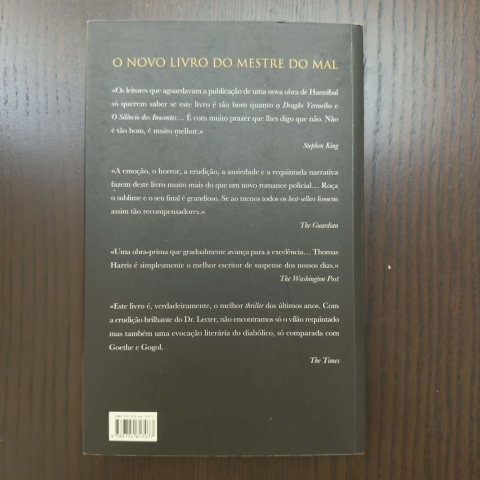 O NOVO LIVRO DO MESTRE DO MAL
«Os leitores que aguardavam a publicação de uma nova obra de Hannibal
só querem saber se este livro é tão bom quanto o Dragão Vermelho e
O Silêncio dos Inocentes... É com muito prazer que lhes digo que não. Não
é tão bom, é muito melhor.»
Stephen King
«A emoção, o horror, a erudição, a ansiedade e a requintada narrativa
fazem deste livro muito mais do que um novo romance policial... Roça
o sublime e o seu final é grandioso. Se ao menos todos os best-sellers fossem
assim tão recompensadores.»
The Guardian
«Uma obra-prima que gradualmente avança para a excelência... Thomas
Harris é simplesmente o melhor escritor de suspense dos nossos dias.»
The Washington Post
«Este livro é, verdadeiramente, o melhor thriller dos últimos anos. Com
a erudição brilhante do Dr. Lecter, não encontramos só o vilão requintado
mas também uma evocação literária do diabólico, só comparada com
Goethe e Gogol.
The Times